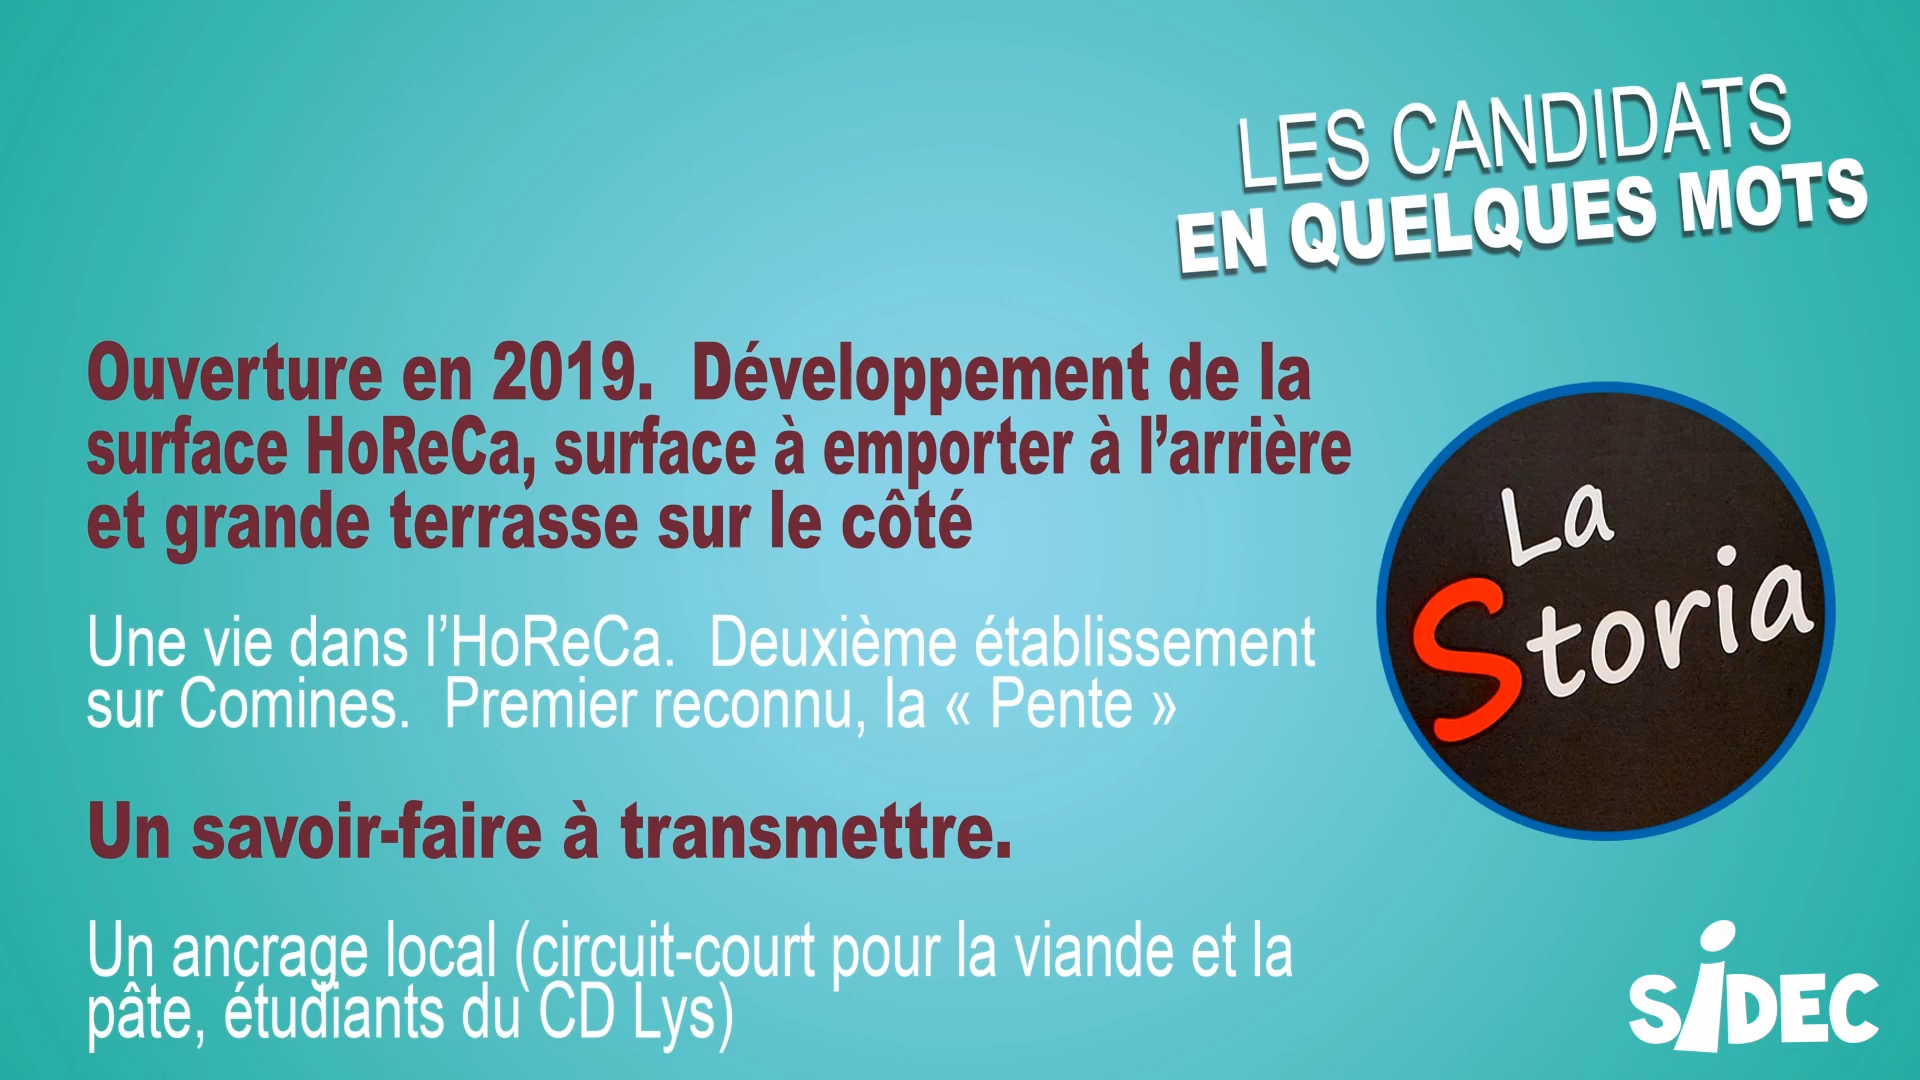 LES CANDIDATS
EN QUELQUES MOTS
Ouverture en 2019. Développement de la
surface HoReCa, surface à emporter à l’arrière
et grande terrasse sur le côté
Une vie dans l’HoReCa. Deuxième établissement
sur Comines. Premier reconnu, la « Pente »
Un savoir-faire à transmettre.
Un ancrage local (circuit-court pour la viande et la
pâte, étudiants du CD Lys)
La
Storia
SiDEC